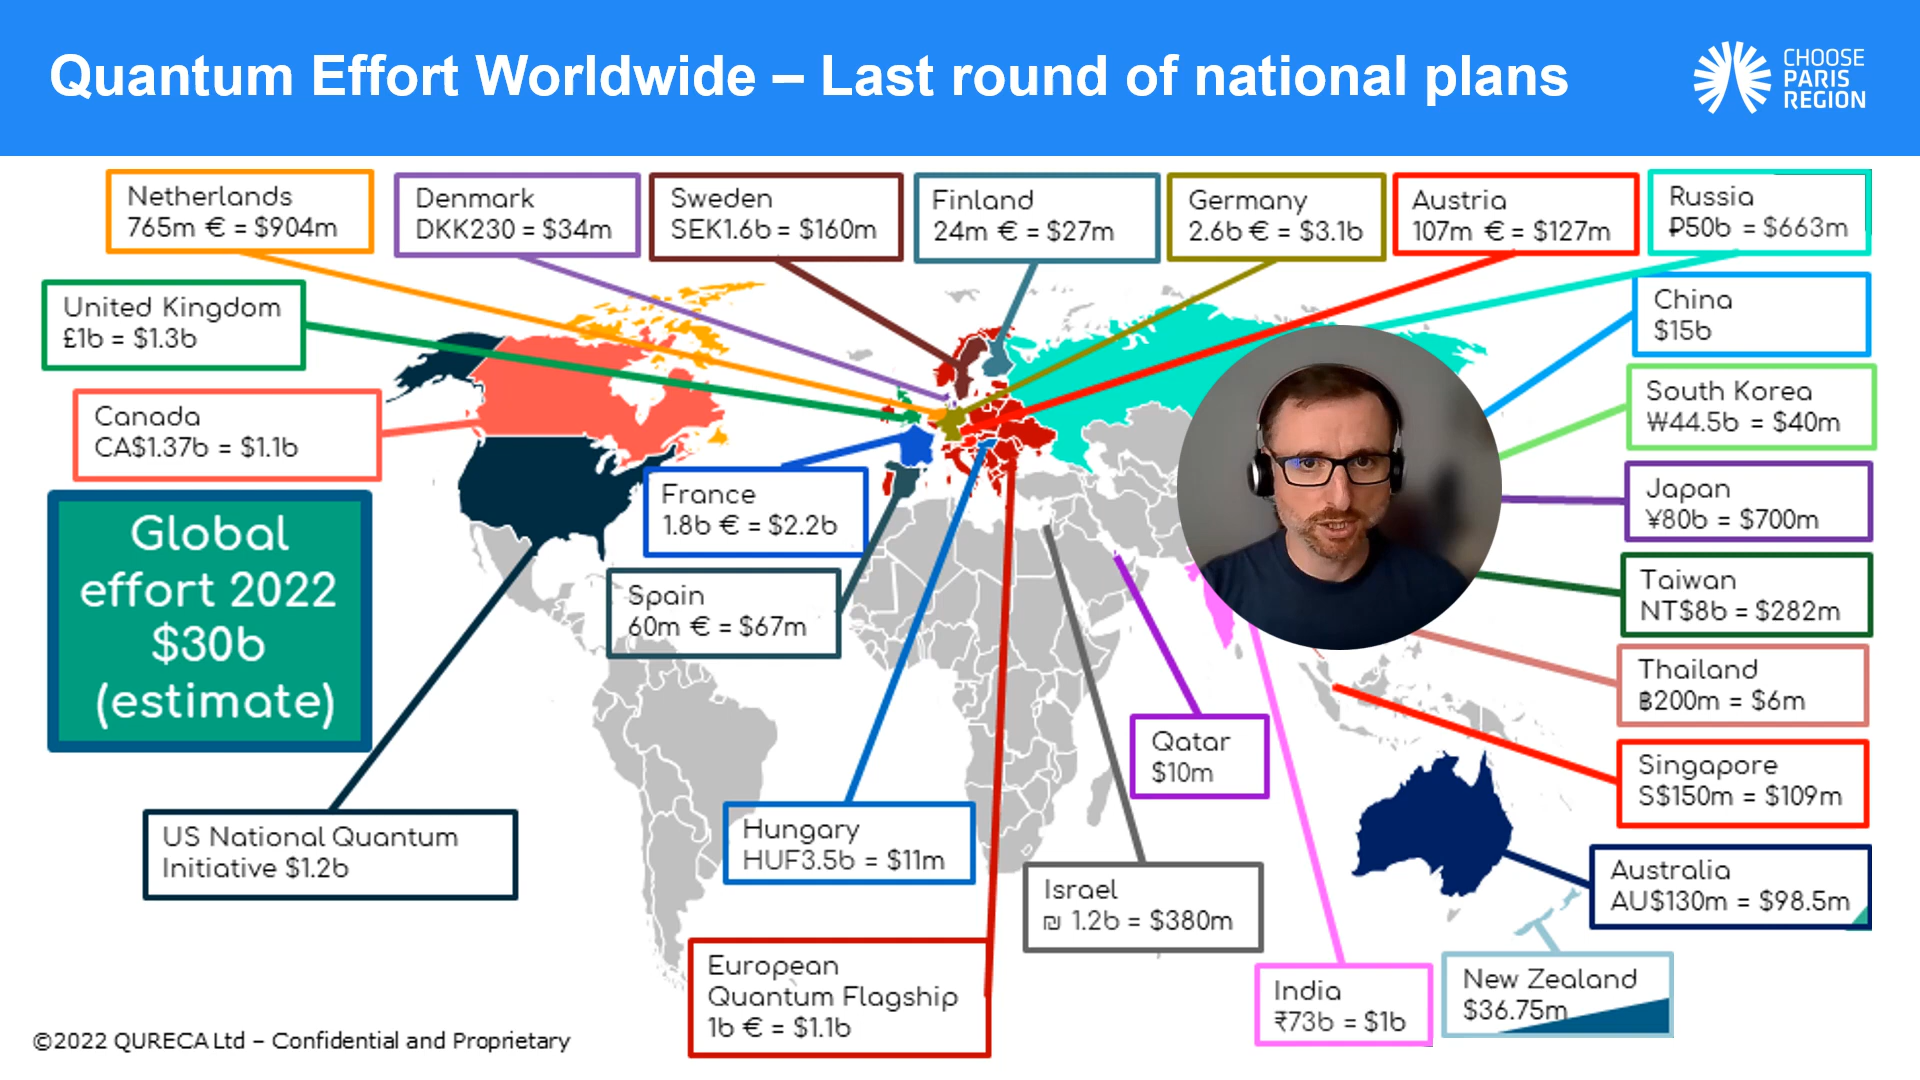 Quantum Effort Worldwide – Last round of national plans
CHOOSE
PARIS
REGION
Netherlands
765m € = $904m
Denmark
DKK230 = $34m
Sweden
SEK1.6b = $160m
Finland
24m € = $27m
Germany
2.6b € = $3.1b
Austria
107m € = $127m
Russia
₽50b = $663m
United Kingdom
£1b = $1.3b
China
$15b
Canada
CA$1.37b = $1.1b
South Korea
₩44.5b = $40m
France
1.8b € = $2.2b
Japan
¥80b = $700m
Global
effort 2022
$30b
(estimate)
Spain
60m € = $67m
Taiwan
NT$8b = $282m
Thailand
฿200m = $6m
Qatar
$10m
Singapore
S$150m = $109m
US National Quantum
Initiative $1.2b
Hungary
HUF3.5b = $11m
Israel
₪ 1.2b = $380m
Australia
AU$130m = $98.5m
European
Quantum Flagship
1b € = $1.1b
India
₹73b = $1b
New Zealand
$36.75m
©2022 QURECA Ltd – Confidential and Proprietary